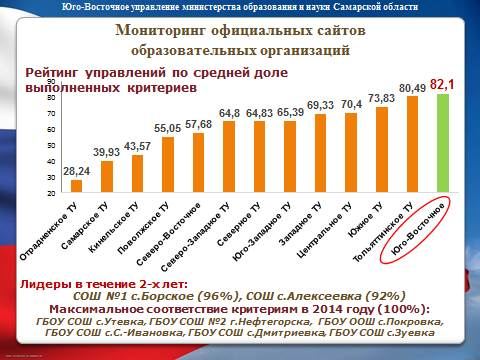 Юго-Восточное управление министерства образования и науки Самарской области
Мониторинг официальных сайтов
образовательных организаций
Рейтинг управлений по средней доле
выполненных критериев
90
80
70
60
50
40
30
20
28,24
39,93
43,57
55,05
57,68
64,8
64,83
65,39
69,33
70,4
73,83
80,49
82,1
Отрадненское ТУ
Самарское ТУ
Кинельское ТУ
Поволжское ТУ
Северо-Восточное
Северо-Западное ТУ
Северное ТУ
Юго-Западное ТУ
Западное ТУ
Центральное ТУ
Южное ТУ
Тольяттинское ТУ
Юго-Восточное
Лидеры в течение 2-х лет:
СОШ №1 с.Борское (96%), СОШ с.Алексеевка (92%)
Максимальное соответствие критериям в 2014 году (100%):
ГБОУ СОШ с.Утевка, ГБОУ СОШ №2 г.Нефтегорска, ГБОУ ООШ с.Покровка,
ГБОУ СОШ с.С.-Ивановка, ГБОУ СОШ с.Дмитриевка, ГБОУ СОШ с.Зуевка